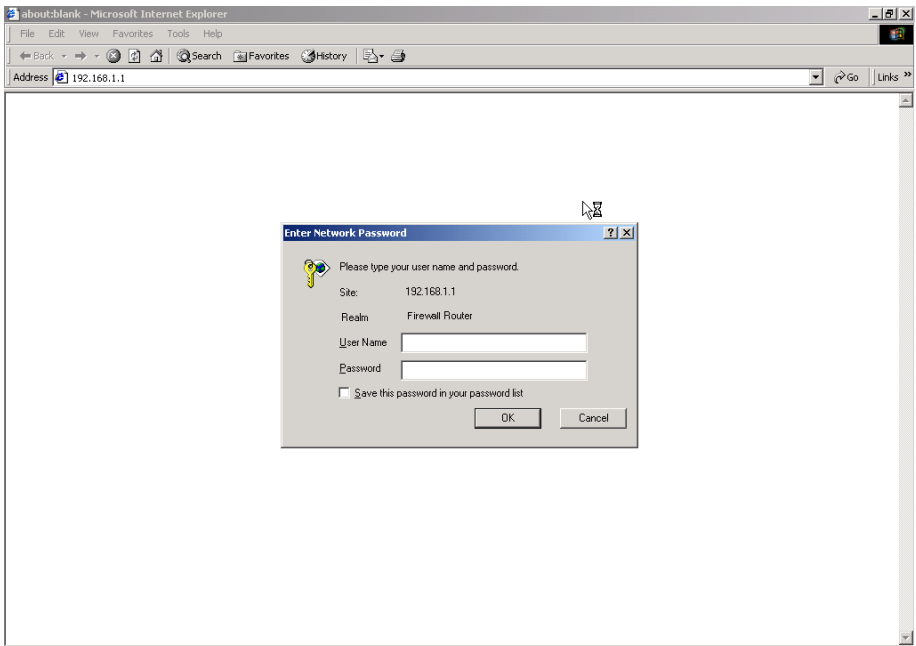 about:blank - Microsoft Internet Explorer
File Edit View Favorites Tools Help
Back Search Favorites History
Address 192.168.1.1 Go Links »
Enter Network Password
Please type your user name and password.
Site: 192.168.1.1
Realm Firewall Router
User Name
Password
Save this password in your password list
OK Cancel